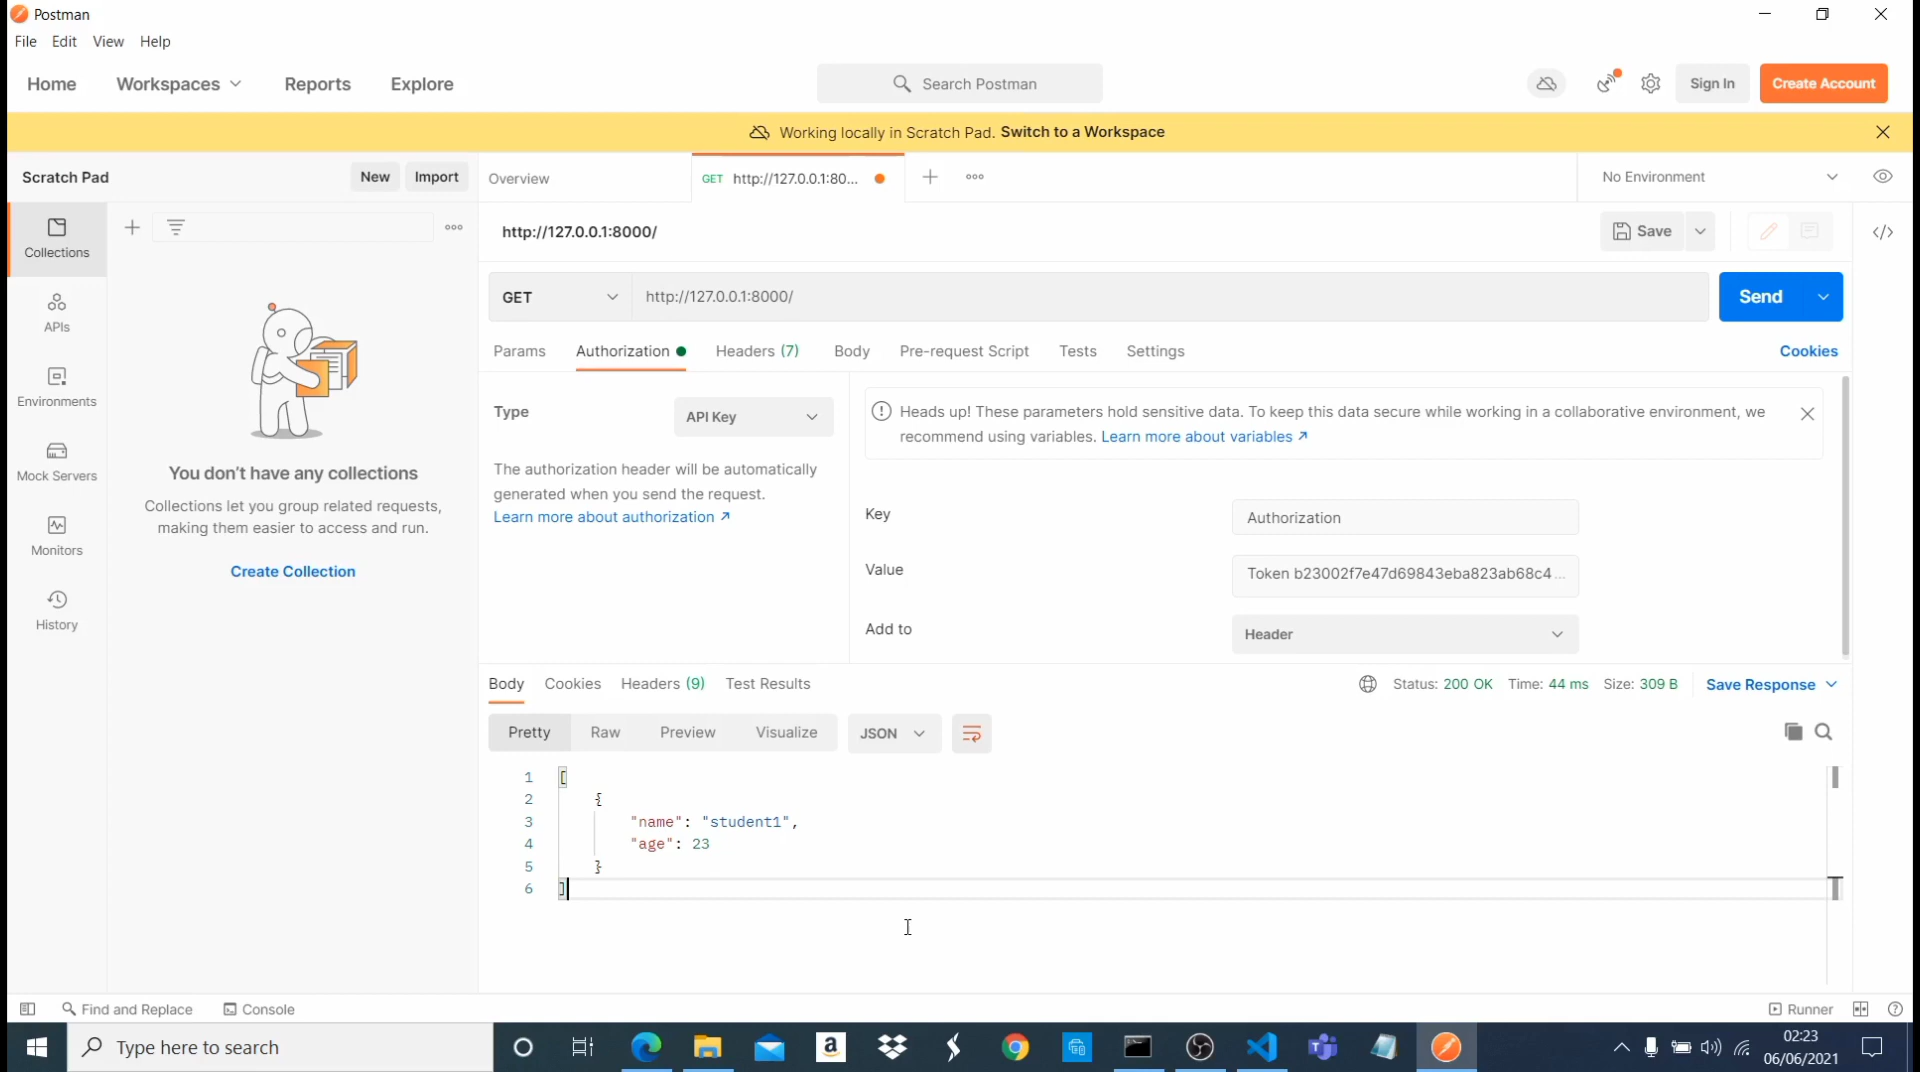 Postman
File Edit View Help
Home Workspaces Reports Explore Search Postman Sign In Create Account
Working locally in Scratch Pad. Switch to a Workspace
Scratch Pad New Import Overview GET http://127.0.0.1:80... No Environment
Collections
http://127.0.0.1:8000/ Save
GET http://127.0.0.1:8000/ Send
APIs
Params Authorization Headers (7) Body Pre-request Script Tests Settings Cookies
Environments
Type API Key
Heads up! These parameters hold sensitive data. To keep this data secure while working in a collaborative environment, we
recommend using variables. Learn more about variables ↗
Mock Servers
You don't have any collections
Collections let you group related requests,
making them easier to access and run.
Create Collection
The authorization header will be automatically
generated when you send the request.
Learn more about authorization ↗
Key Authorization
Monitors
Value Token b23002f7e47d69843eba823ab68c4 ...
History
Add to Header
Body Cookies Headers (9) Test Results Status: 200 OK Time: 44 ms Size: 309 B Save Response
Pretty Raw Preview Visualize JSON
1 [
2 {
3 "name": "student1",
4 "age": 23
5 }
6 ]
Find and Replace Console Runner
Type here to search
02:23
06/06/2021